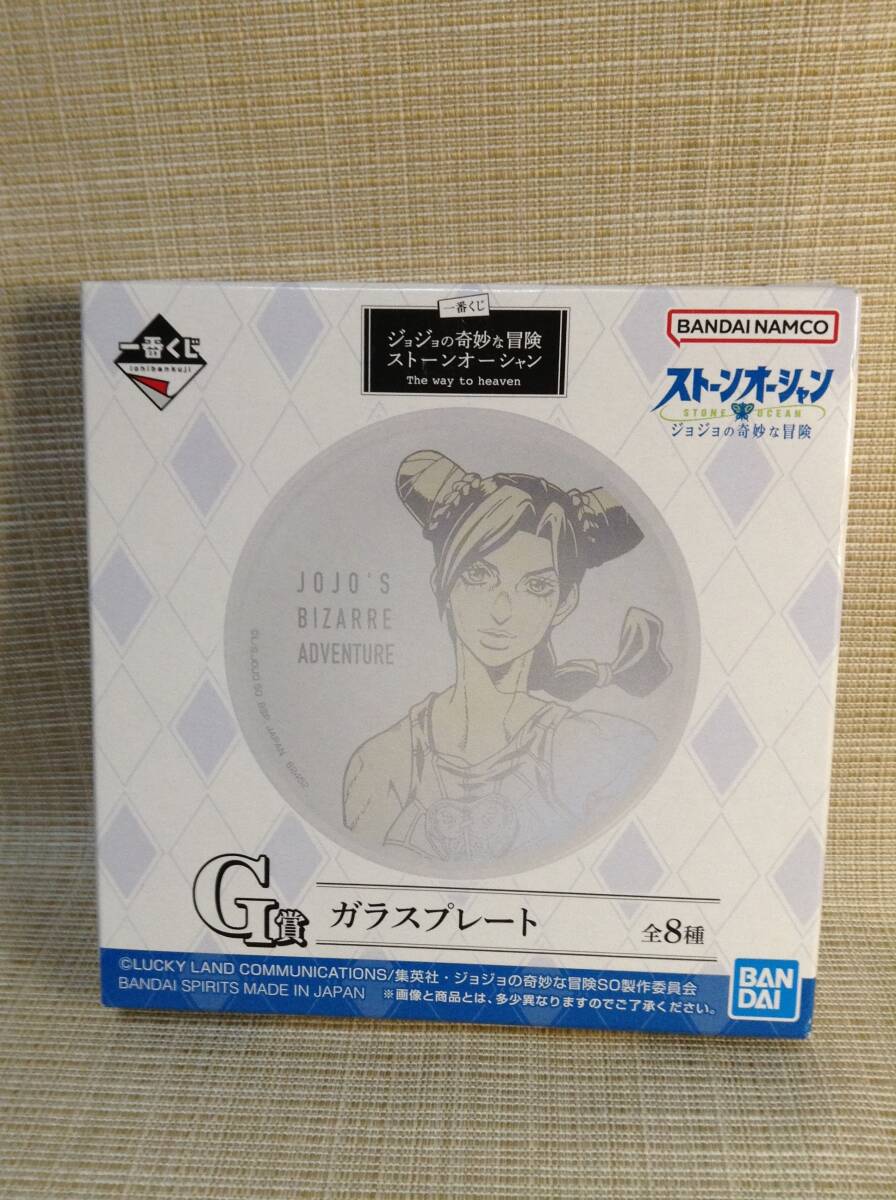 一番くじ
ichibankuji
一番くじ
ジョジョの奇妙な冒険
ストーンオーシャン
The way to heaven
BANDAI NAMCO
ストーンオーシャン
STONE OCEAN
ジョジョの奇妙な冒険
JOJO'S
BIZARRE
ADVENTURE
G賞 ガラスプレート 全8種
©LUCKY LAND COMMUNICATIONS/集英社・ジョジョの奇妙な冒険SO製作委員会
BANDAI SPIRITS MADE IN JAPAN ※画像と商品とは、多少異なりますのでご了承ください。
BAN
DAI